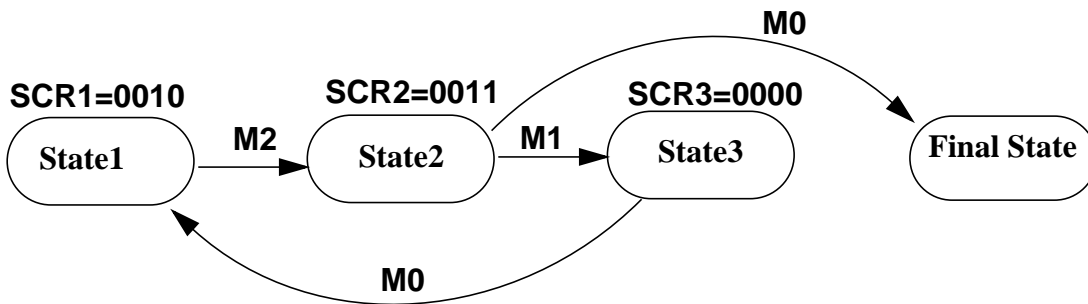 M0
SCR1=0010
SCR2=0011
SCR3=0000
State1
M2
State2
M1
State3
Final State
M0